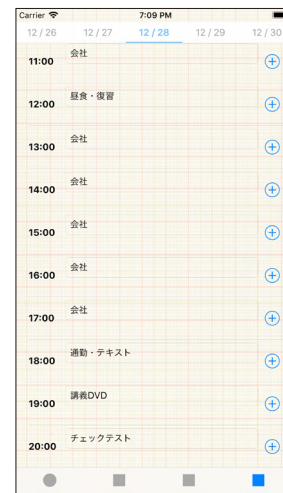 Carrier 7:09 PM
12 / 26 12 / 27 12 / 28 12 / 29 12 / 30
11:00 会社
12:00 昼食・復習
13:00 会社
14:00 会社
15:00 会社
16:00 会社
17:00 会社
18:00 通勤・テキスト
19:00 講義DVD
20:00 チェックテスト